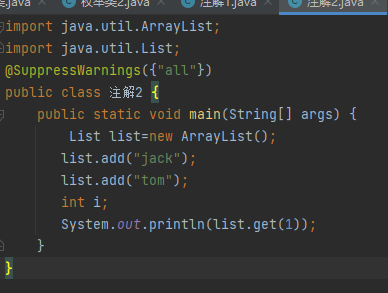 类.java 权举类2.java 注解1.java 注解2.java
import java.util.ArrayList;
import java.util.List;
@SuppressWarnings({"all"})
public class 注解2 {
public static void main(String[] args) {
List list=new ArrayList();
list.add("jack");
list.add("tom");
int i;
System.out.println(list.get(1));
}
}